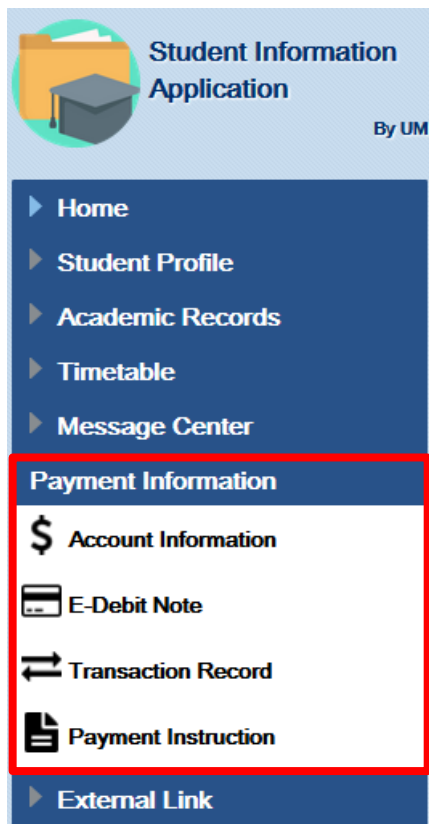 Student Information
Application
By UM
Home
Student Profile
Academic Records
Timetable
Message Center
Payment Information
$ Account Information
E-Debit Note
Transaction Record
Payment Instruction
External Link